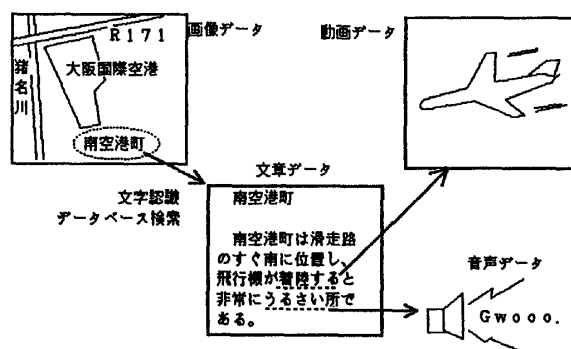 R171
画像データ
動画データ
猪名川
大阪国際空港
南空港町
文字認識
データベース検索
文章データ
南空港町
南空港町は滑走路
のすぐ南に位置し、
飛行機が着陸すると
非常にうるさい所で
ある。
音声データ
Gwooo.